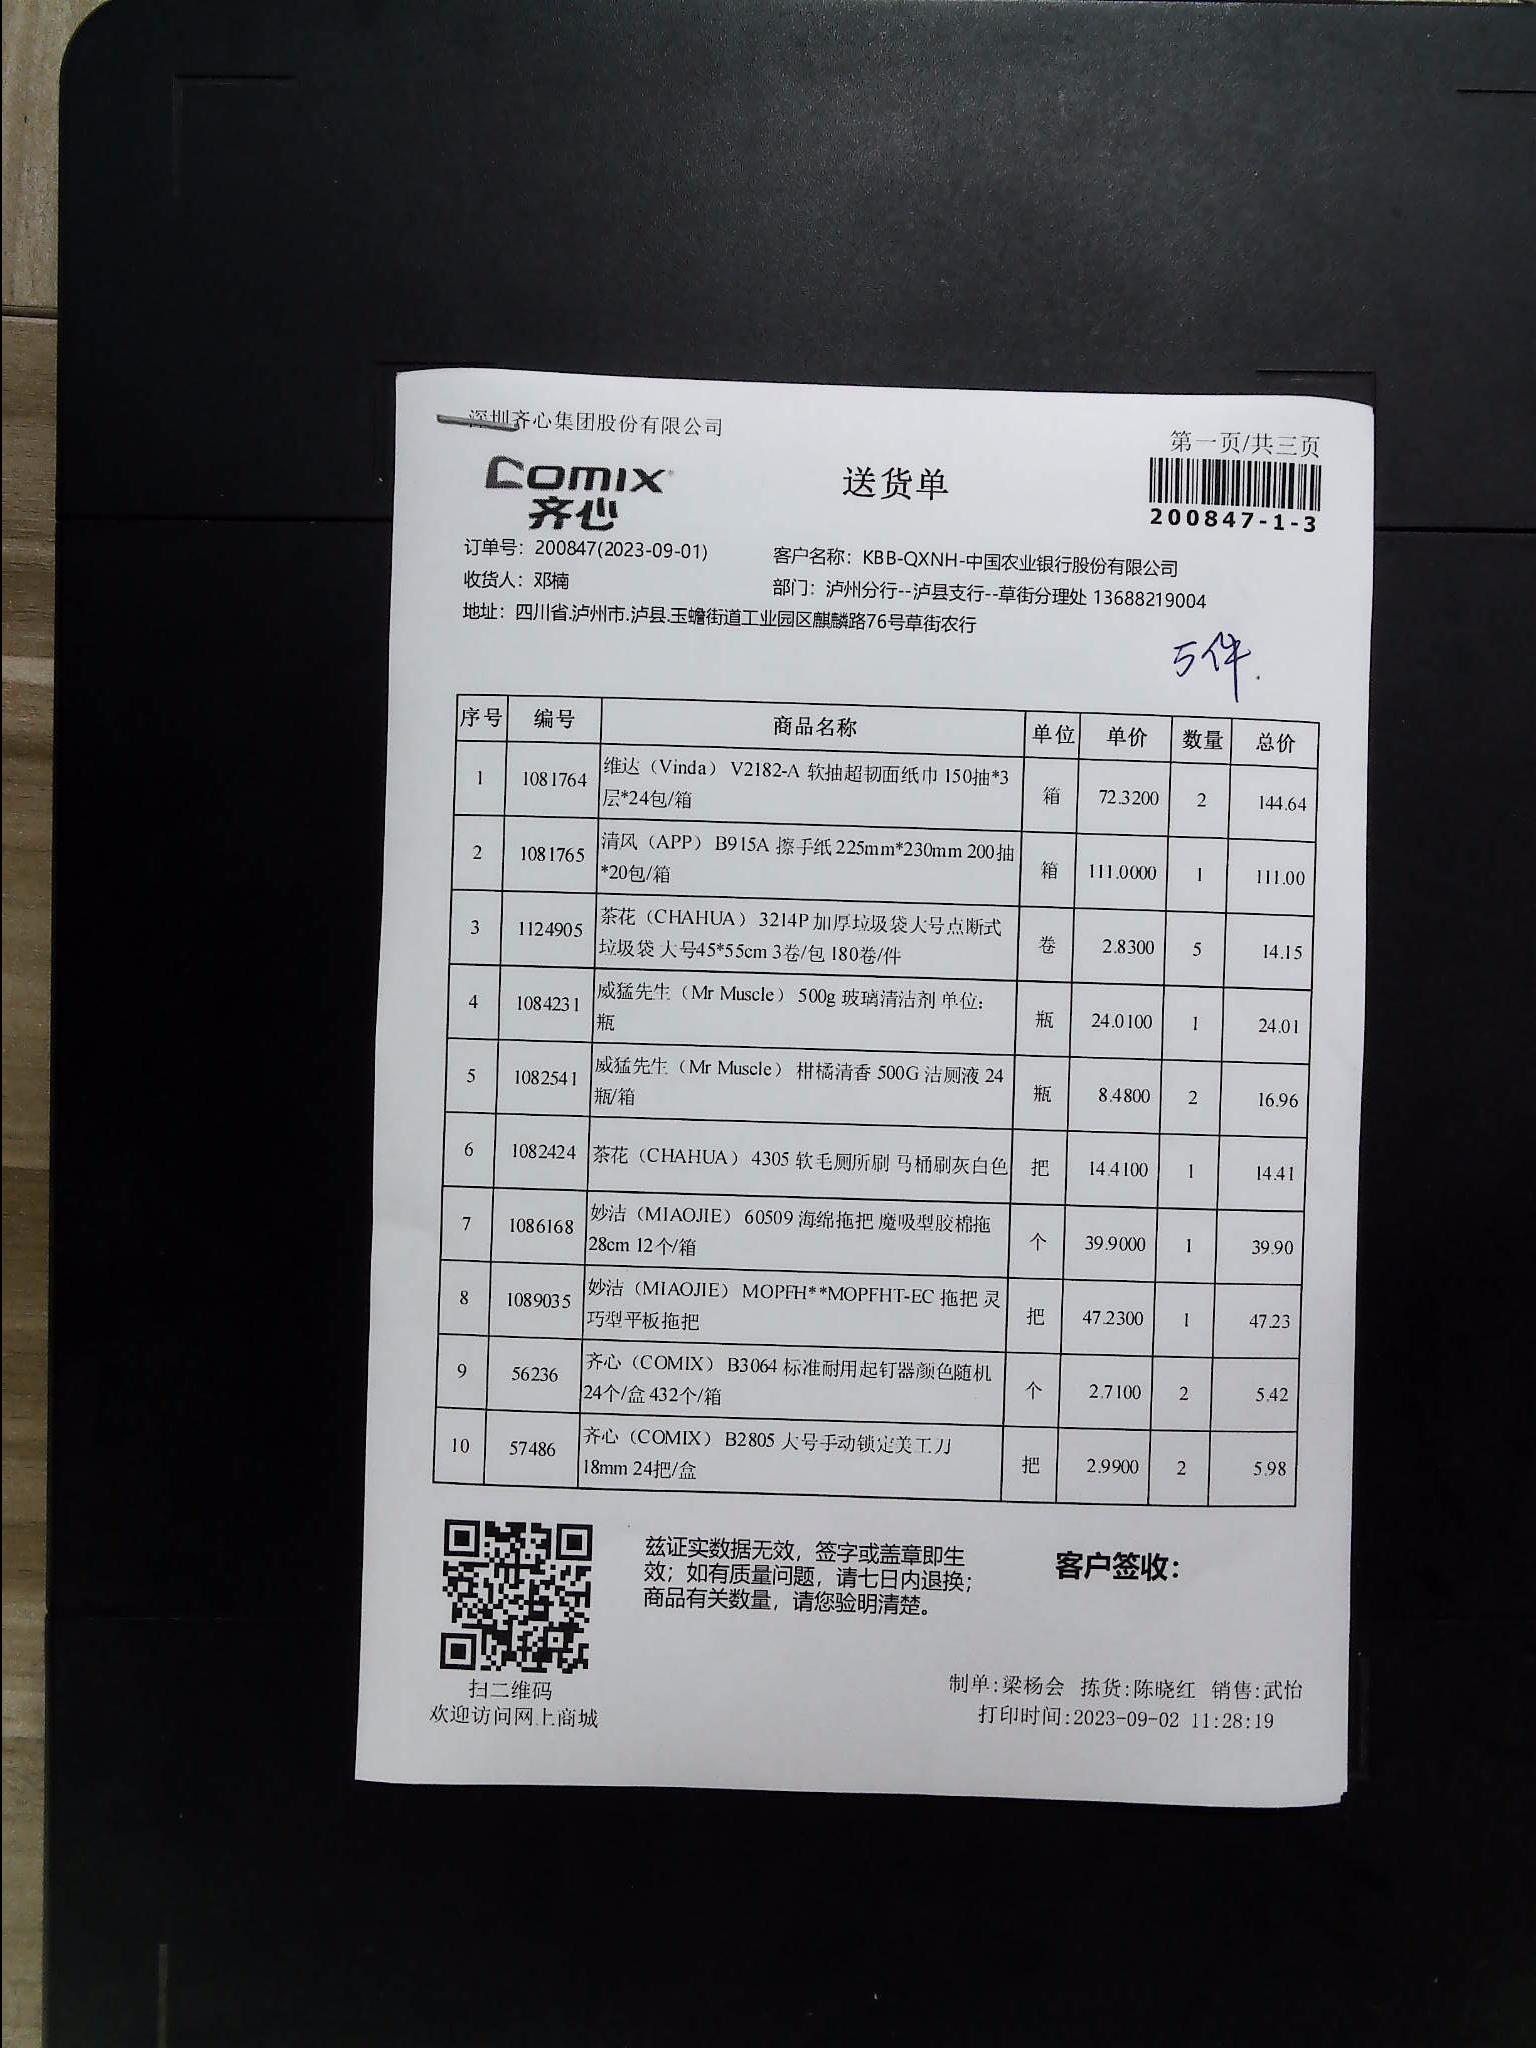 深圳齐心集团股份有限公司
第一页/共三页
COMIX
齐心
送货单
200847-1-3
订单号：200847(2023-09-01)
客户名称：KBB-QXNH-中国农业银行股份有限公司
收货人：邓楠
部门：泸州分行--泸县支行--草街分理处 13688219004
地址：四川省.泸州市.泸县.玉蟾街道工业园区麒麟路76号草街农行
5件.
序号 编号 商品名称 单位 单价 数量 总价
1 1081764 维达（Vinda） V2182-A 软抽超韧面纸巾 150抽*3 箱 72.3200 2 144.64
层*24包/箱
2 1081765 清风（APP） B915A 擦手纸 225mm*230mm 200抽 箱 111.0000 1 111.00
*20包/箱
3 1124905 茶花（CHAHUA） 3214P 加厚垃圾袋大号点断式 卷 2.8300 5 14.15
垃圾袋 大号45*55cm 3卷/包 180卷/件
4 1084231 威猛先生（Mr Muscle） 500g 玻璃清洁剂 单位： 瓶 24.0100 1 24.01
瓶
5 1082541 威猛先生（Mr Muscle） 柑橘清香 500G 洁厕液 24 瓶 8.4800 2 16.96
瓶/箱
6 1082424 茶花（CHAHUA） 4305 软毛厕所刷 马桶刷灰白色 把 14.4100 1 14.41
7 1086168 妙洁（MIAOJIE） 60509 海绵拖把 魔吸型胶棉拖 个 39.9000 1 39.90
28cm 12个/箱
8 1089035 妙洁（MIAOJIE） MOPFH**MOPFHT-EC 拖把 灵 把 47.2300 1 47.23
巧型平板拖把
9 56236 齐心（COMIX） B3064 标准耐用起钉器颜色随机 个 2.7100 2 5.42
24个/盒 432个/箱
10 57486 齐心（COMIX） B2805 大号手动锁定美工刀 把 2.9900 2 5.98
18mm 24把/盒
兹证实数据无效，签字或盖章即生
效；如有质量问题，请七日内退换；
商品有关数量，请您验明清楚。
客户签收：
扫二维码
欢迎访问网上商城
制单:梁杨会 拣货:陈晓红 销售:武怡
打印时间:2023-09-02 11:28:19